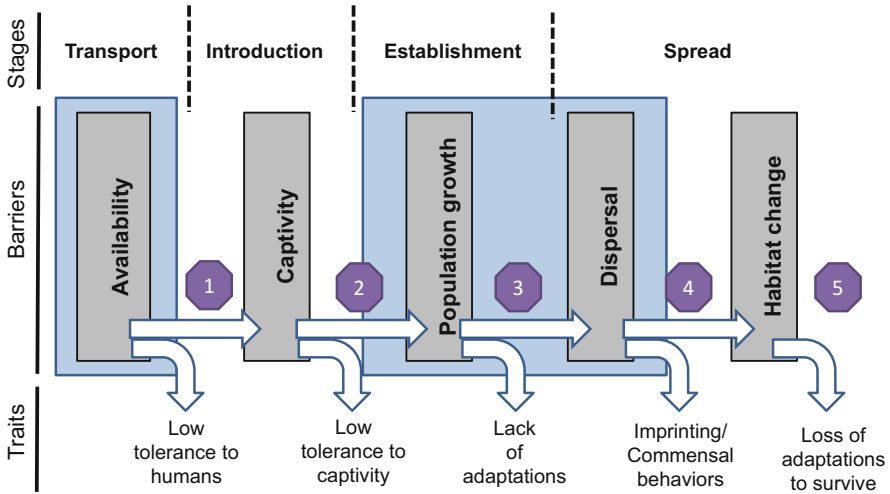 Stages
Transport
Introduction
Establishment
Spread
Barriers
Availability
Captivity
Population growth
Dispersal
Habitat change
1
2
3
4
5
Traits
Low
tolerance to
humans
Low
tolerance to
captivity
Lack
of
adaptations
Imprinting/
Commensal
behaviors
Loss of
adaptations
to survive